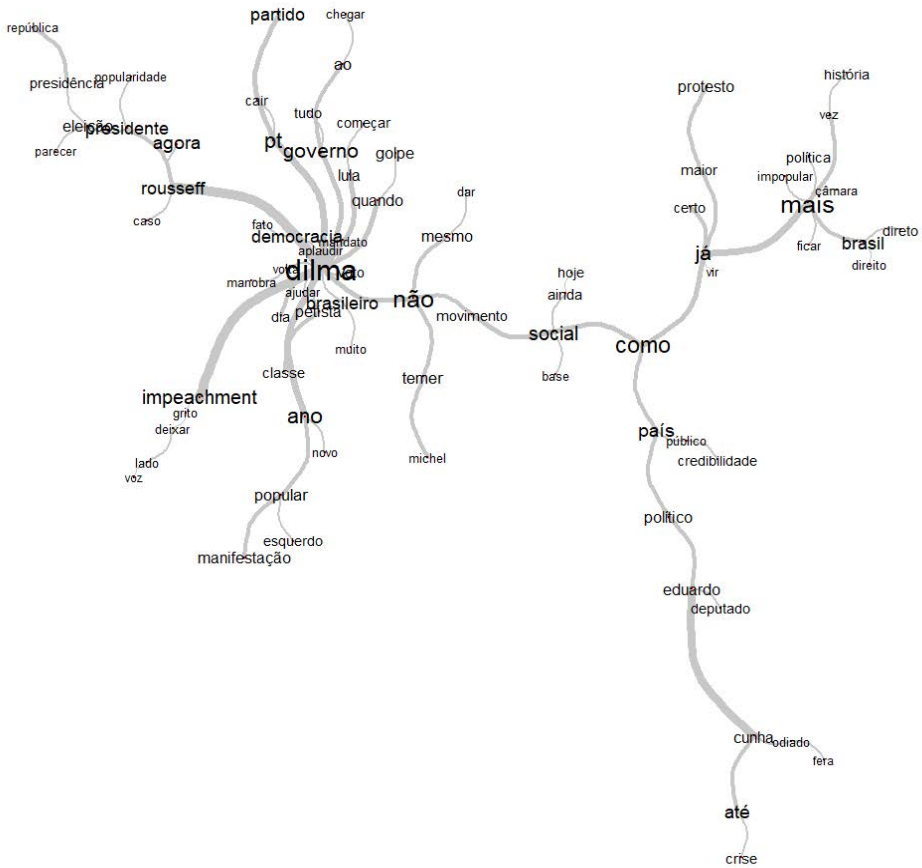 partido
chegar
república
ao
história
presidência
popularidade
protesto
cair
tudo
vez
eleição
presidente
começar
agora
pt
governo
golpe
parecer
política
lula
maior
impopular
rousseff
quando
dar
câmara
mais
caso
certo
fato
democracia
mesmo
direto
mandato
brasil
aplaudir
já
ficar
direito
volta
dilma
vir
hoje
manobra
ajudar
ainda
brasileiro
não
dia
petista
movimento
social
muito
como
classe
base
temer
impeachment
grito
ano
deixar
país
público
novo
michel
credibilidade
lado
voz
popular
político
esquerdo
manifestação
eduardo
deputado
cunha
odiado
fera
até
crise